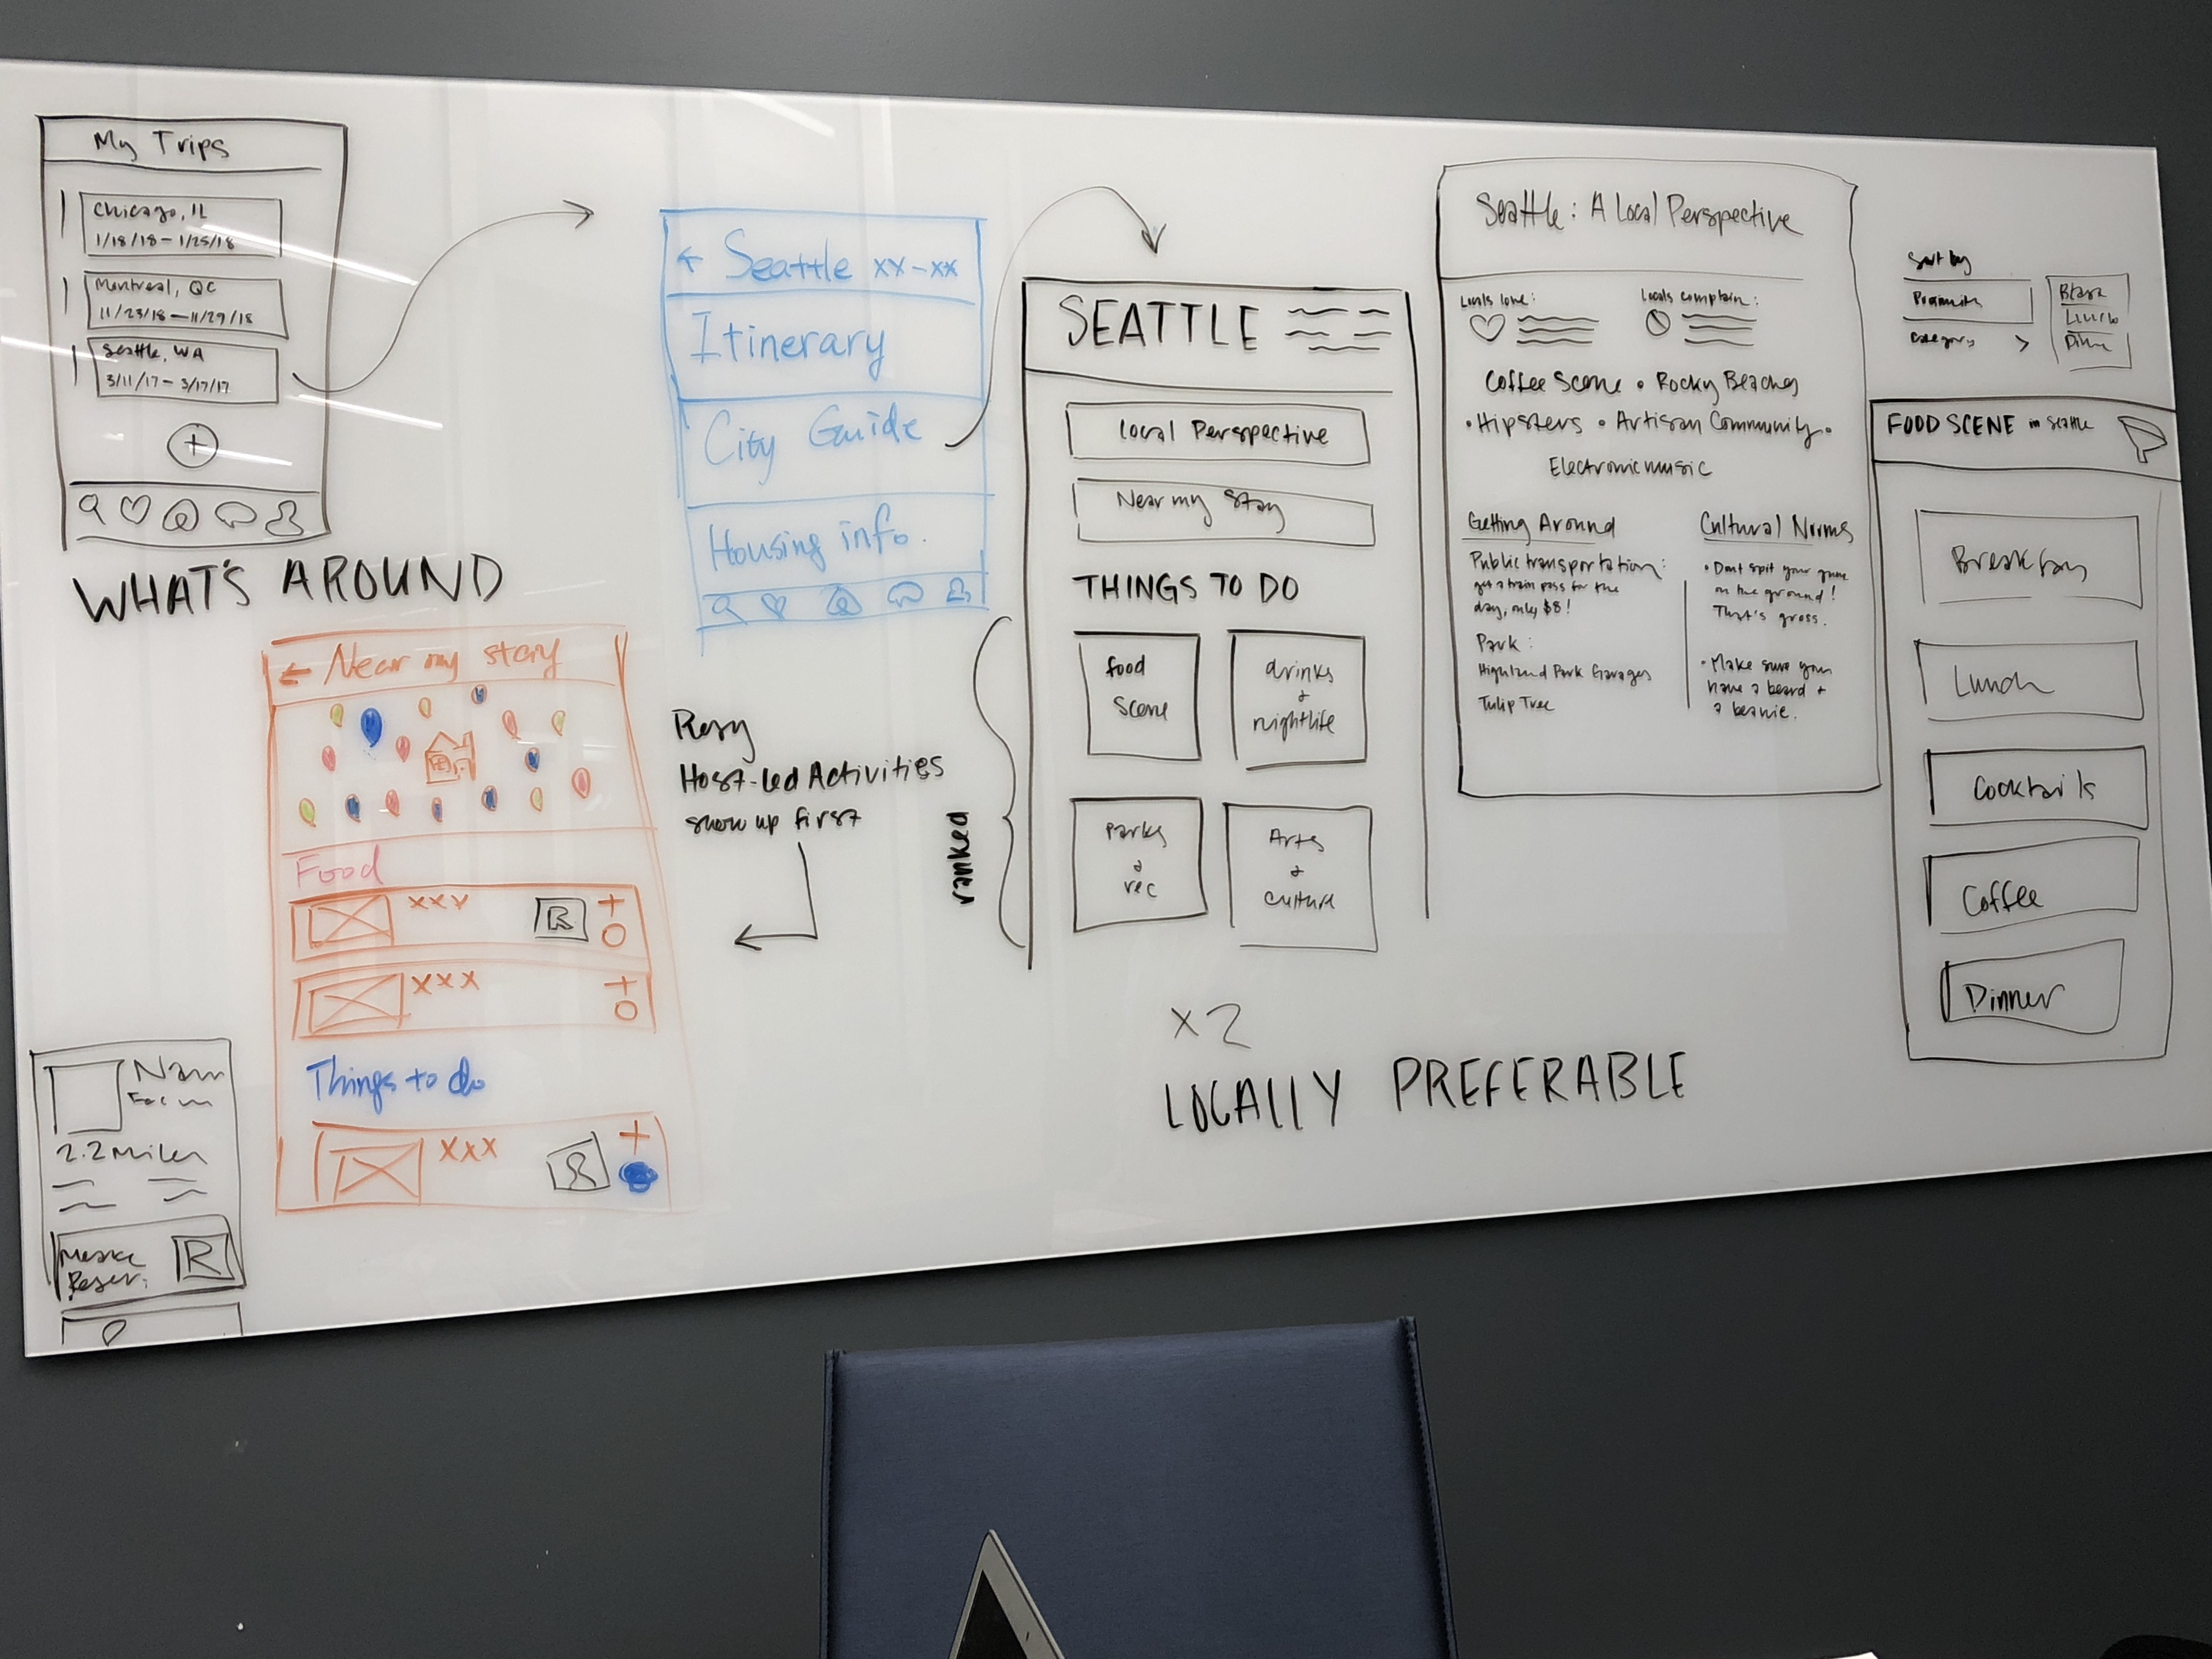 My Trips
Chicago, IL
1/18/18 - 1/25/18
Montreal, QC
11/23/18 - 11/29/18
Seattle, WA
3/11/17 - 3/17/17
+
WHAT'S AROUND
← Near my stay
Food
xxx
R
+
xxx
+
Things to do
xxx
+
2.2 miles
Make
Reser.
R
← Seattle xx-xx
Itinerary
City Guide
Housing info.
Resy
Host-Led Activities
show up first
ranked
SEATTLE
Local Perspective
Near my stay
THINGS TO DO
food
scene
drinks
+
nightlife
Parks
+
rec
Arts
+
culture
x2
LOCALLY PREFERABLE
Seattle: A Local Perspective
Locals love:
Locals complain:
Coffee Scene • Rocky Beaches
• Hipsters • Artisan Community •
Electronic music
Getting Around
Public transportation:
get a train pass for the
day, only $8!
Park:
Highland Park Garages
Tulip Tree
Cultural Norms
• Dont spit your gum
on the ground!
That's gross.
• Make sure you
have a beard +
a beanie.
Sort by
Proximity
Category >
Lunch
FOOD SCENE in Seattle
Breakfast
Lunch
Cocktails
Coffee
Dinner